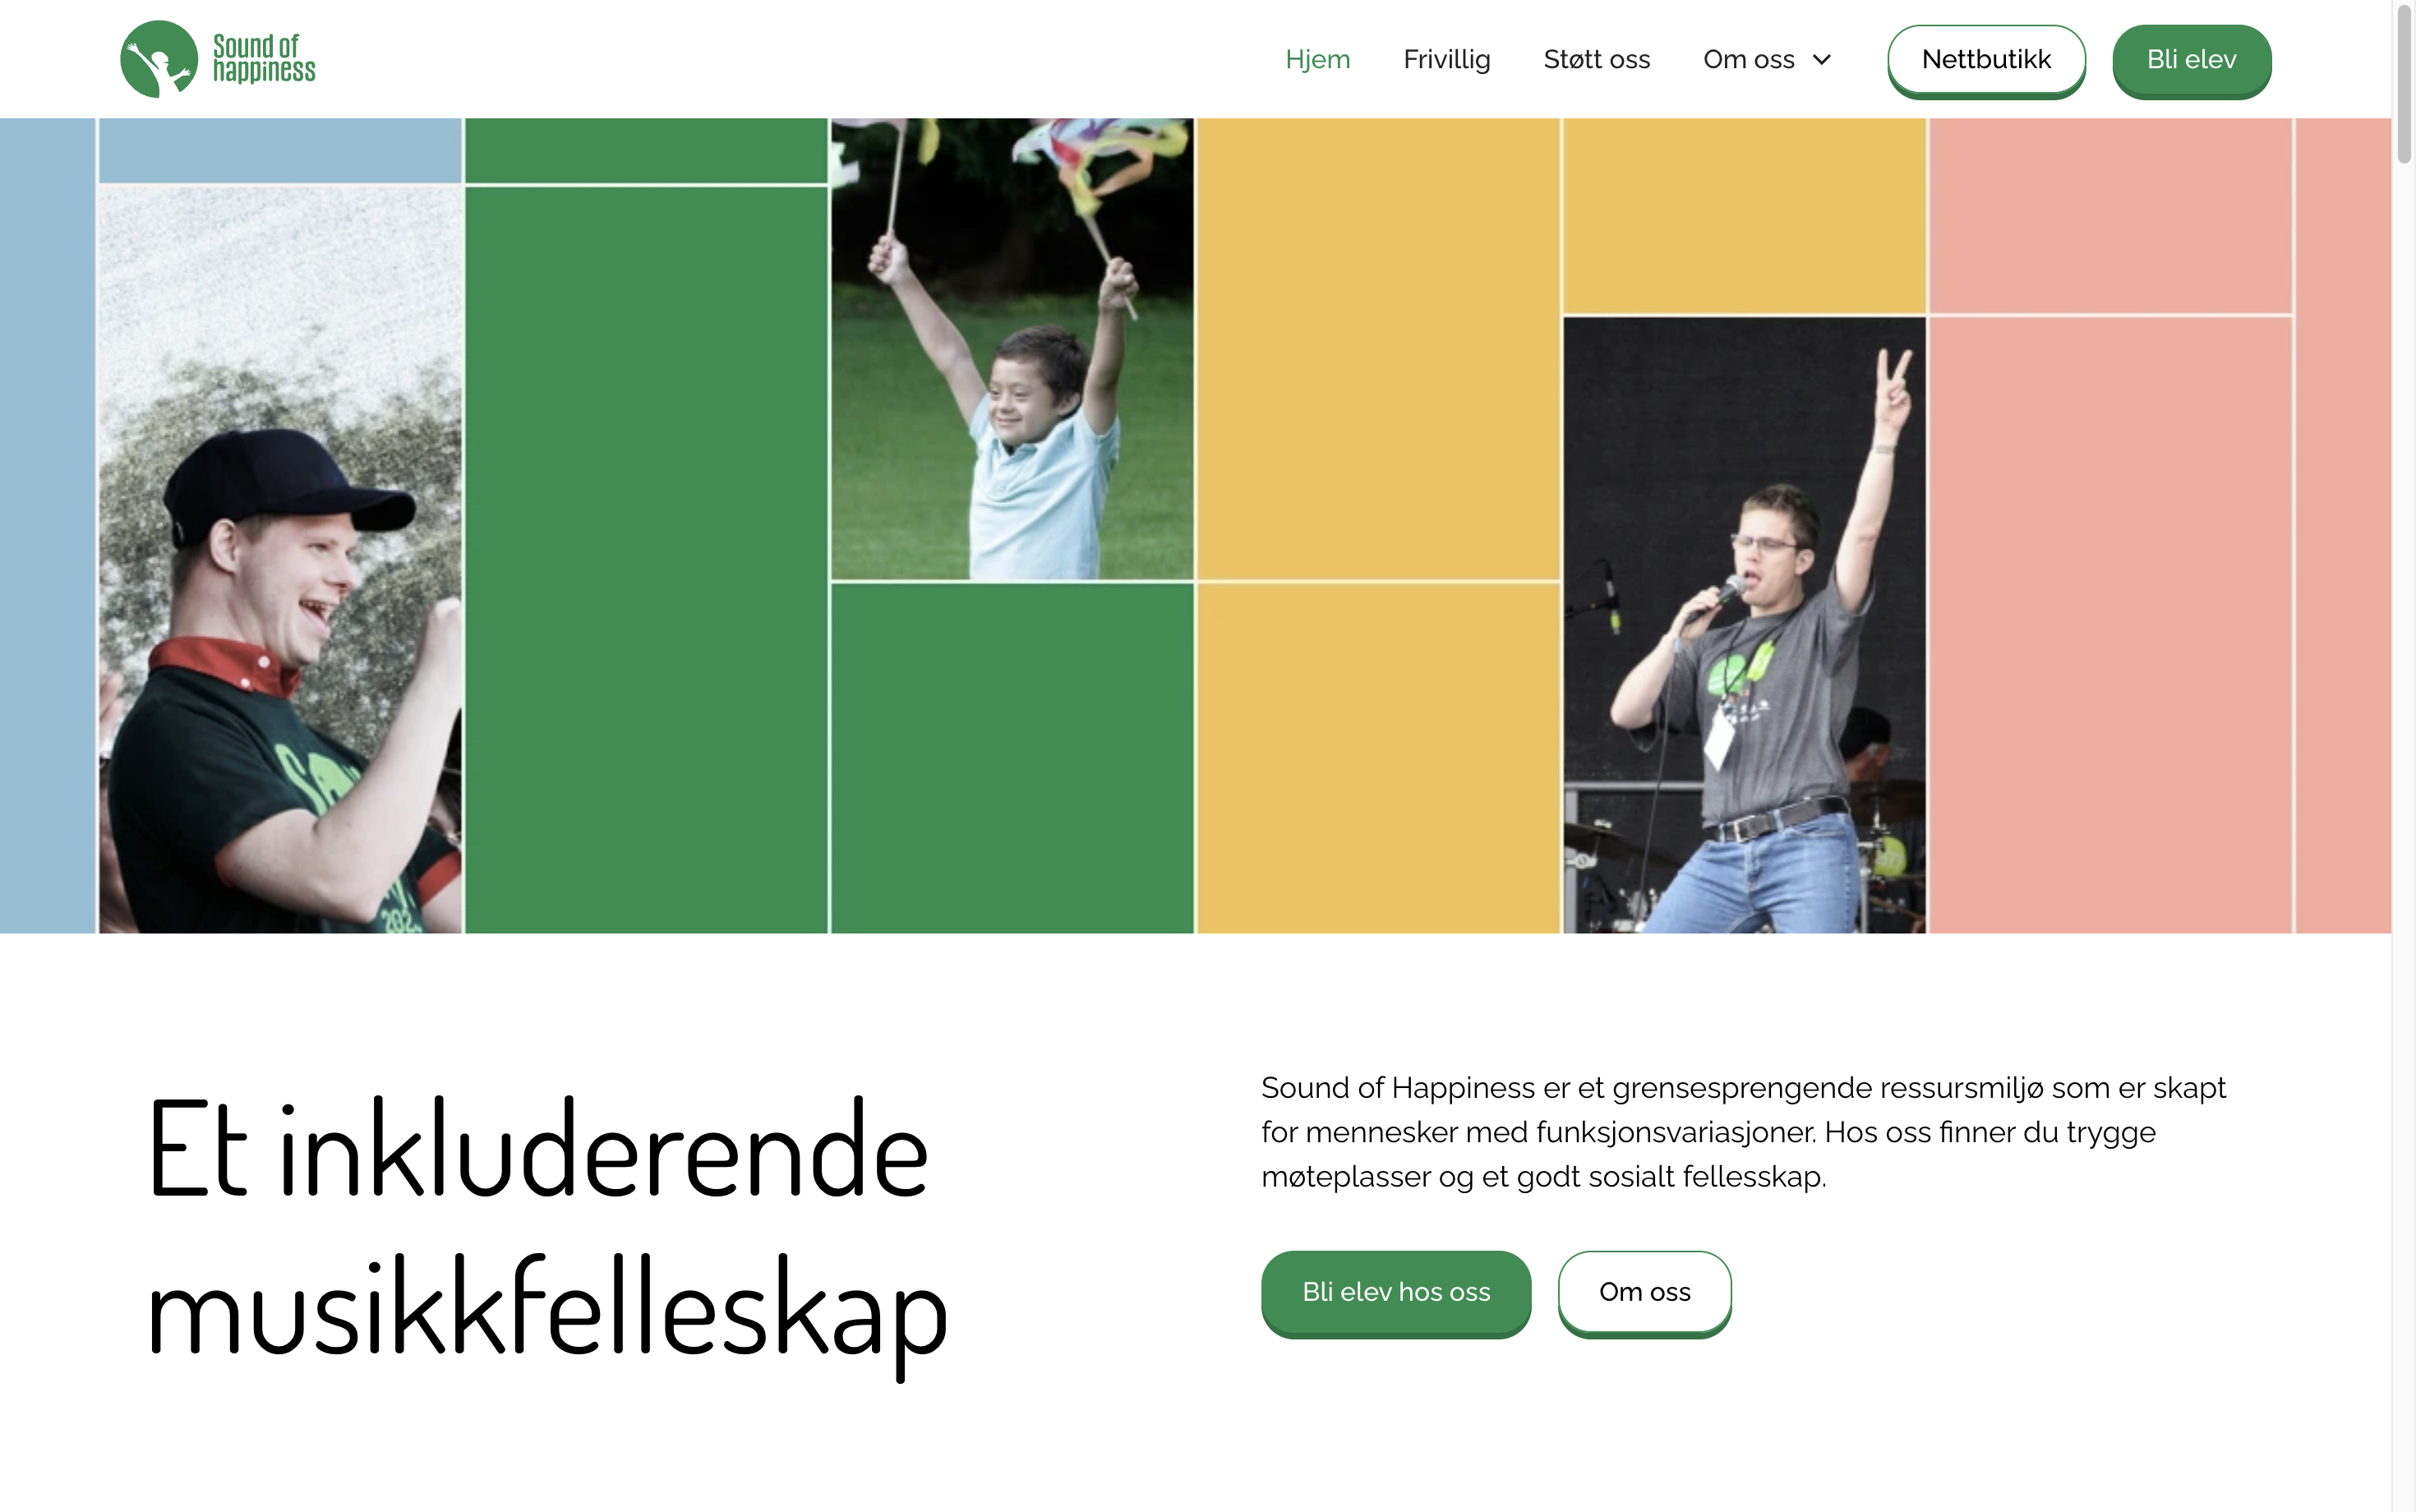 Sound of
happiness
Hjem
Frivillig
Støtt oss
Om oss
Nettbutikk
Bli elev
Et inkluderende
musikkfelleskap
Sound of Happiness er et grensesprengende ressursmiljø som er skapt
for mennesker med funksjonsvariasjoner. Hos oss finner du trygge
møteplasser og et godt sosialt fellesskap.
Bli elev hos oss
Om oss